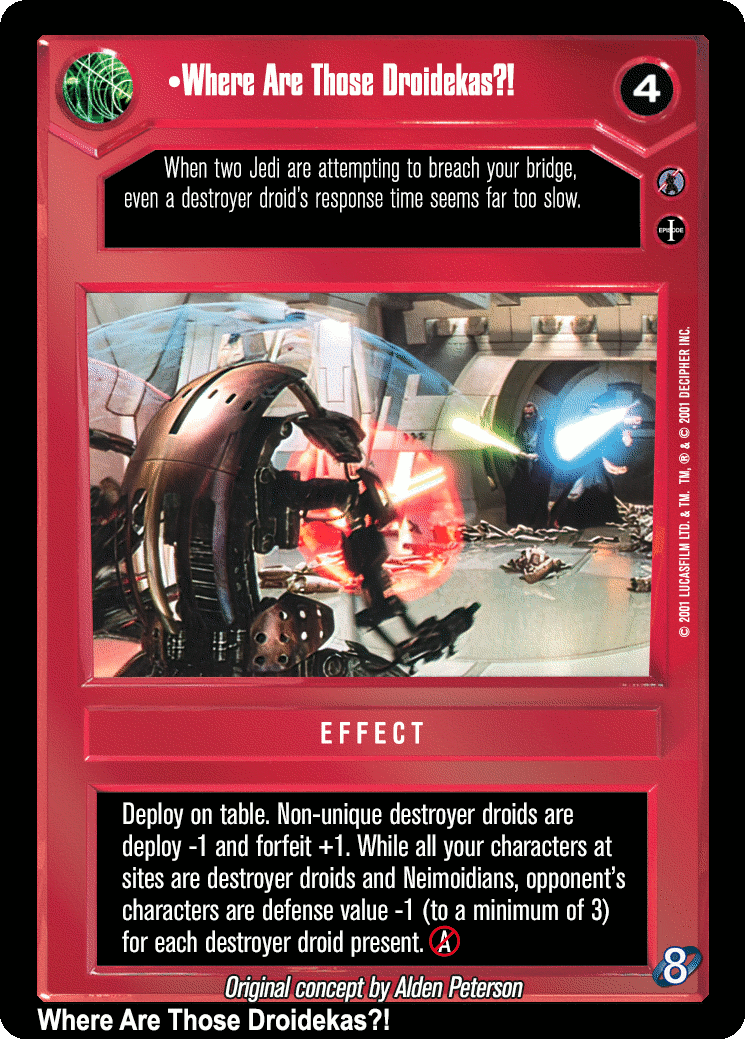 •Where Are Those Droidekas?!
4
When two Jedi are attempting to breach your bridge,
even a destroyer droid's response time seems far too slow.
EPISODE
I
© 2001 LUCASFILM LTD. & TM. TM, ® & © 2001 DECIPHER INC.
EFFECT
Deploy on table. Non-unique destroyer droids are
deploy -1 and forfeit +1. While all your characters at
sites are destroyer droids and Neimoidians, opponent's
characters are defense value -1 (to a minimum of 3)
for each destroyer droid present. A
8
Original concept by Alden Peterson
Where Are Those Droidekas?!